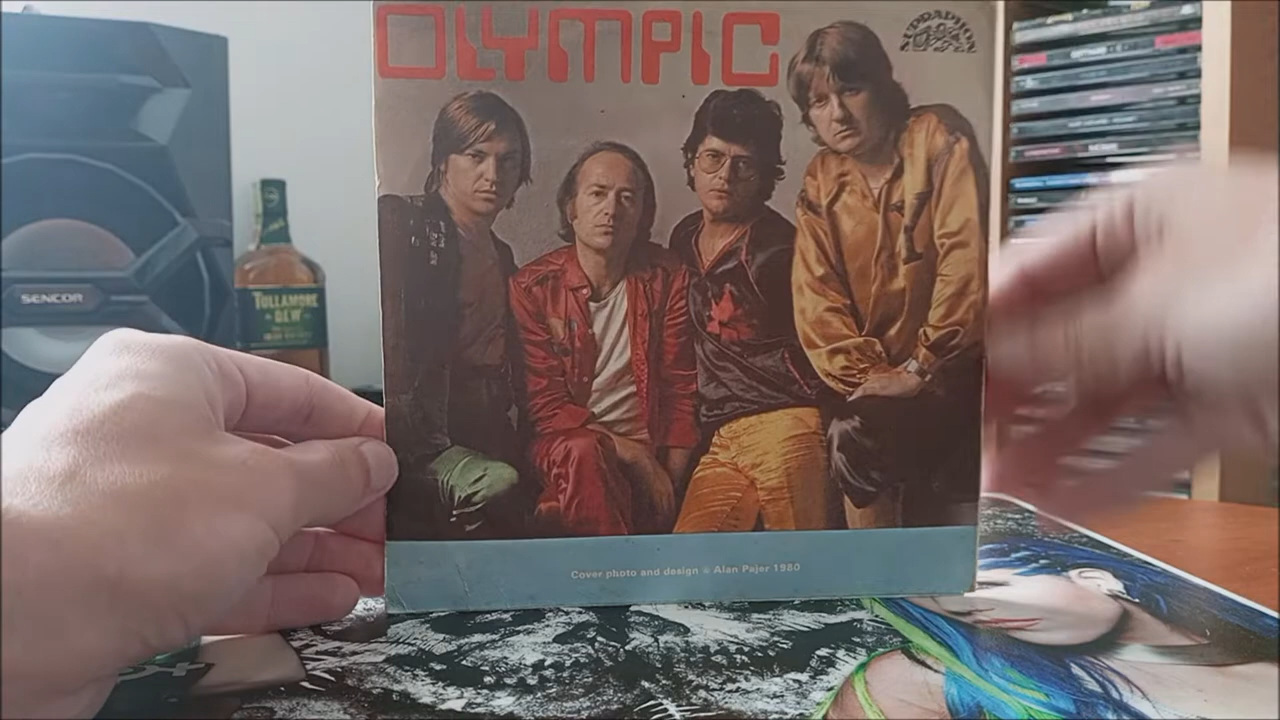 OLYMPIC
SUPRAPHON
SENCOR
TULLAMORE
DEW
Cover photo and design © Alan Pajer 1980